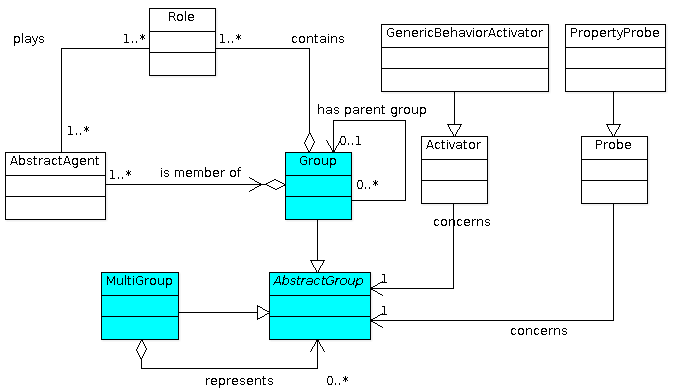 Role
GenericBehaviorActivator
PropertyProbe
plays
1..*
1..*
contains
has parent group
1..*
0..1
Activator
Probe
AbstractAgent
Group
1..*
is member of
0..*
concerns
MultiGroup
AbstractGroup
1
1
concerns
represents
0..*